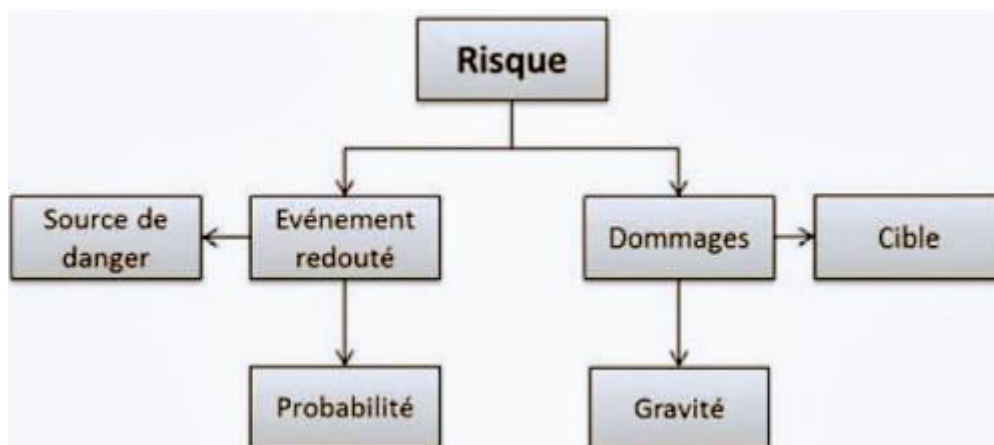 Risque
Source de
danger
Evénement
redouté
Dommages
Cible
Probabilité
Gravité